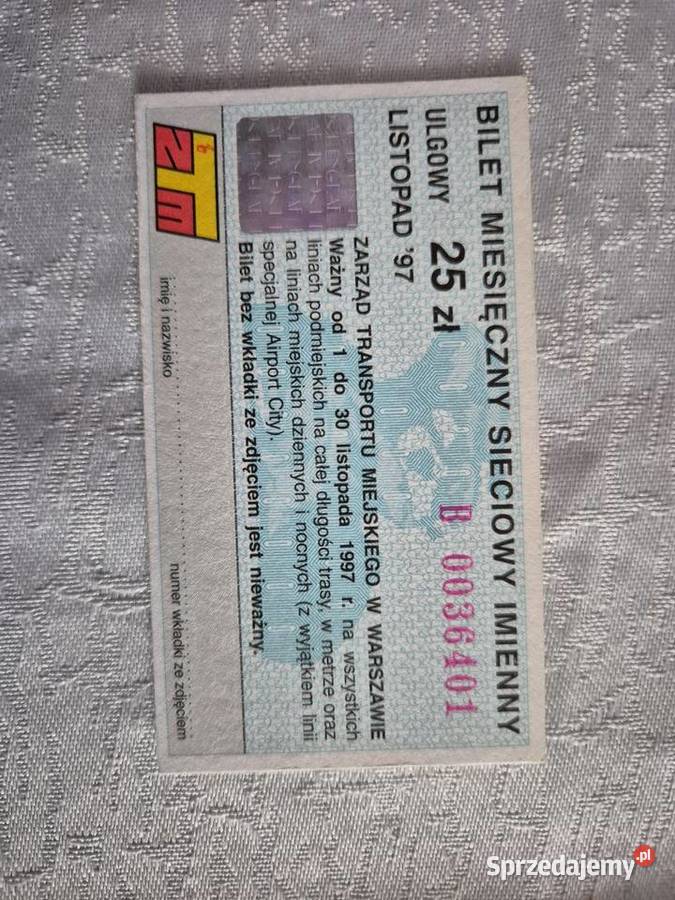 BILET MIESIĘCZNY SIECIOWY IMIENNY
ULGOWY 25 zł B 0036401
LISTOPAD '97
ZARZĄD TRANSPORTU MIEJSKIEGO W WARSZAWIE
Ważny od 1 do 30 listopada 1997 r. na wszystkich
liniach podmiejskich na całej długości trasy, w metrze oraz
na liniach miejskich dziennych i nocnych (z wyjątkiem linii
specjalnej Airport City).
Bilet bez wkładki ze zdjęciem jest nieważny.
ZTM
imię i nazwisko
numer wkładki ze zdjęciem
Sprzedajemy.pl